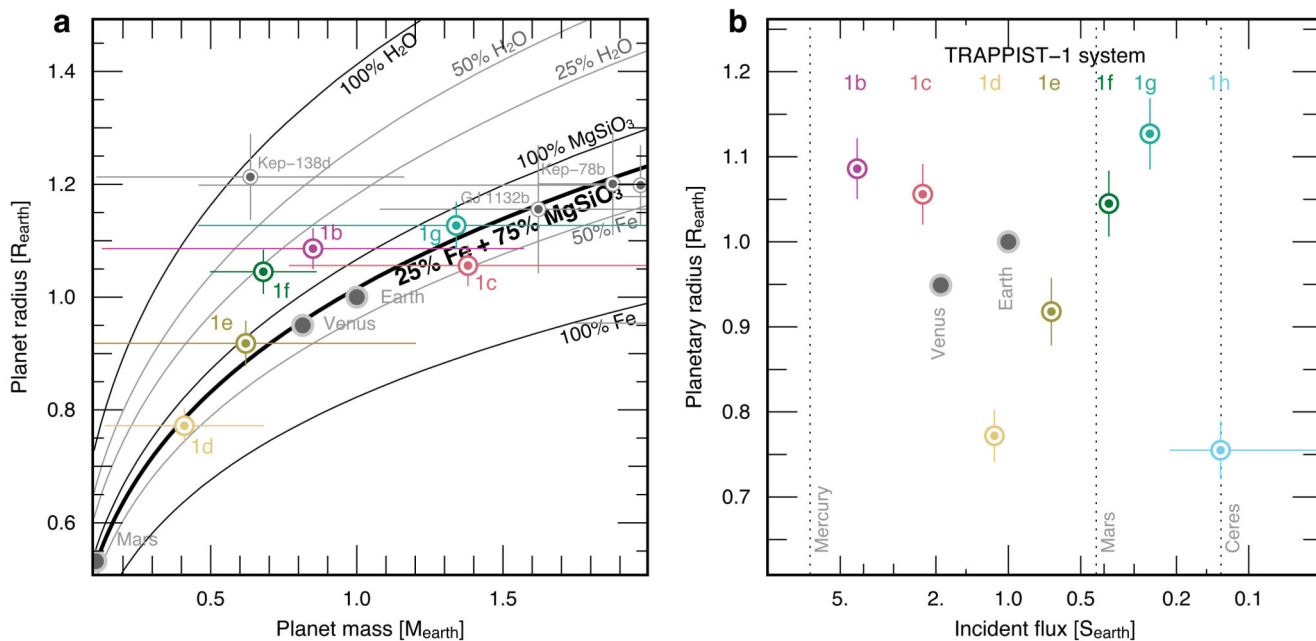 a
1.4
1.2
1.0
0.8
0.6
0.5
1.0
1.5
Planet radius [R_earth]
Planet mass [M_earth]
100% H₂O
50% H₂O
25% H₂O
100% MgSiO₃
25% Fe + 75% MgSiO₃
50% Fe
100% Fe
Kep−138d
Kep−78b
GJ 1132b
1b
1g
1c
1f
1e
1d
Earth
Venus
Mars
b
TRAPPIST−1 system
1b
1c
1d
1e
1f
1g
1h
1.2
1.1
1.0
0.9
0.8
0.7
Planetary radius [R_earth]
Venus
Earth
Mercury
Mars
Ceres
5.
2.
1.0
0.5
0.2
0.1
Incident flux [S_earth]